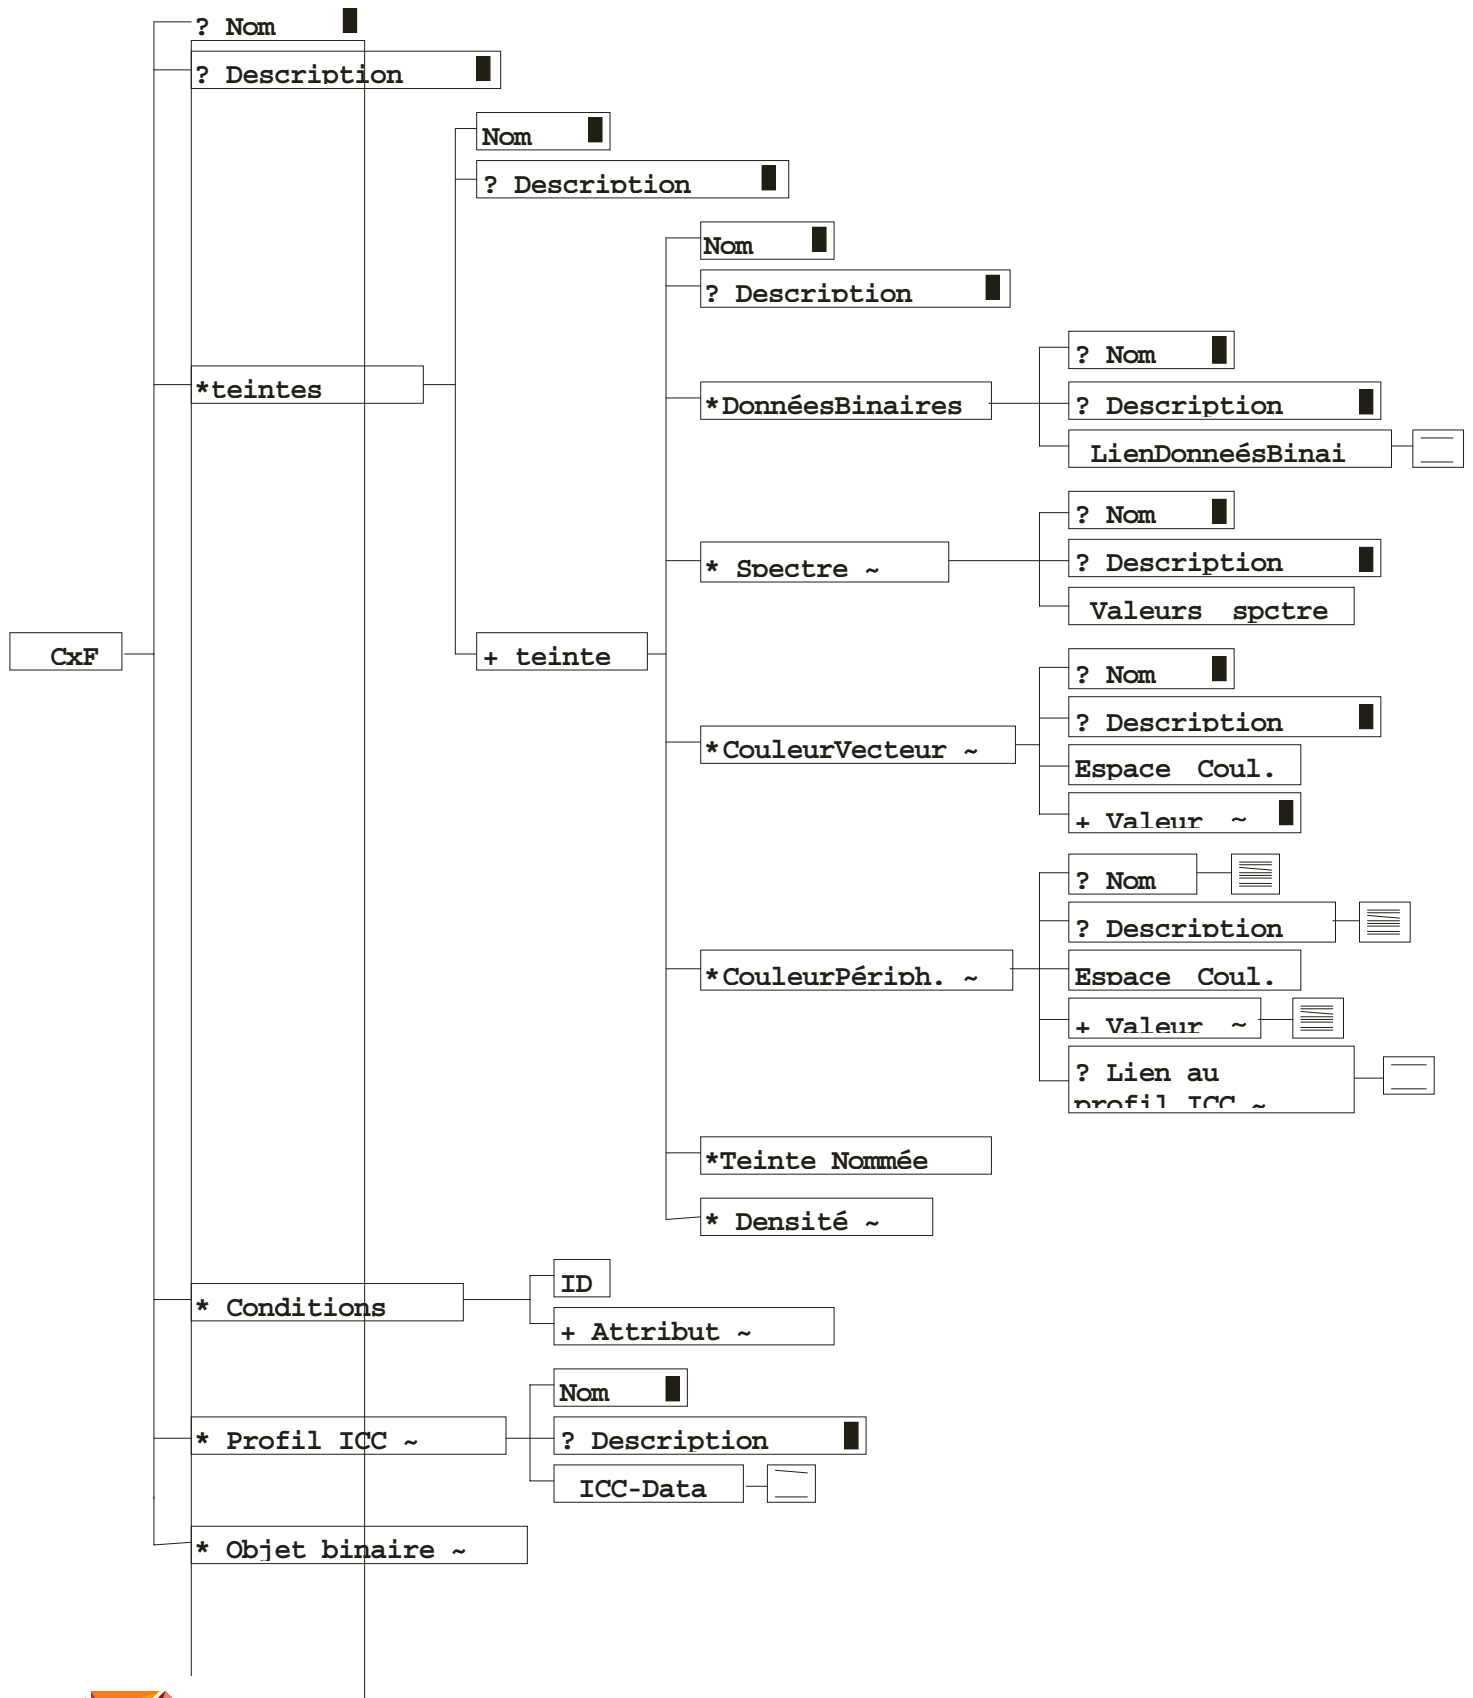 ? Nom
? Description
Nom
? Description
Nom
? Description
? Nom
*teintes
*DonnéesBinaires
? Description
LienDonneésBinai
? Nom
* Spectre ~
? Description
Valeurs spctre
CxF
+ teinte
? Nom
? Description
*CouleurVecteur ~
Espace Coul.
+ Valeur ~
? Nom
? Description
*CouleurPériph. ~
Espace Coul.
+ Valeur ~
? Lien au
profil ICC ~
*Teinte Nommée
* Densité ~
ID
* Conditions
+ Attribut ~
Nom
* Profil ICC ~
? Description
ICC-Data
* Objet binaire ~